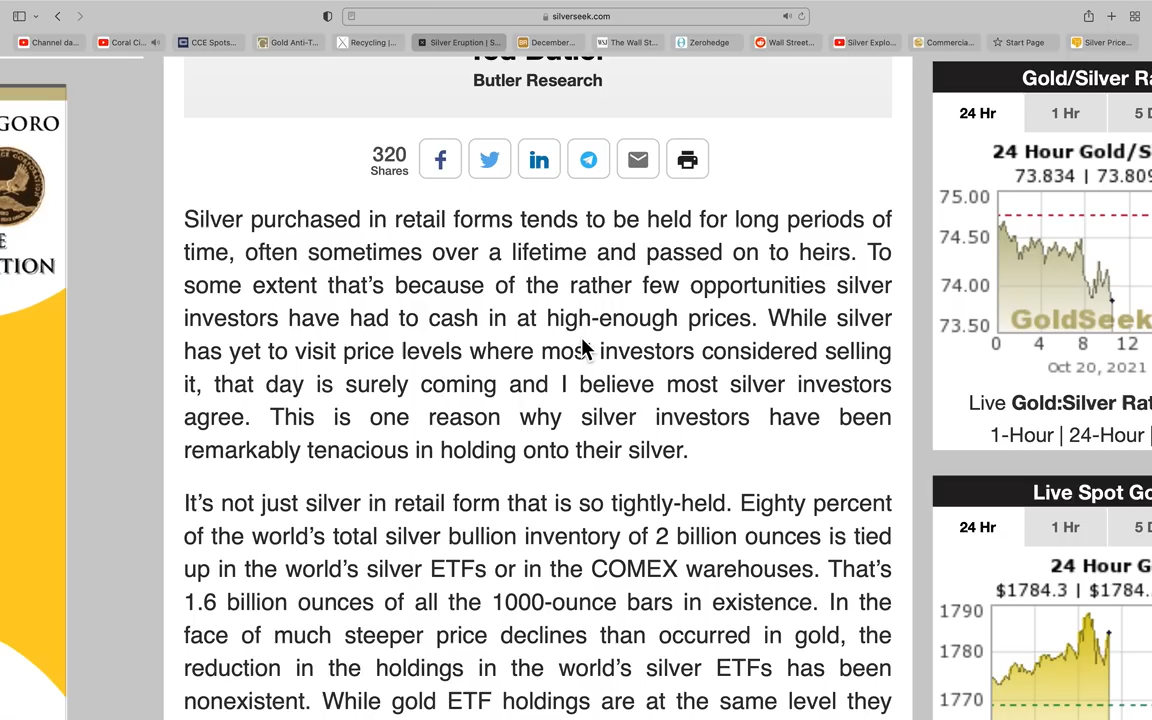 silverseek.com
Channel da...
Coral Ci...
CCE Spots...
Gold Anti-T...
Recycling |...
Silver Eruption | S...
December...
The Wall St...
Zerohedge
Wall Street...
Silver Explo...
Commercia...
Start Page
Silver Price...
GORO
E
TION
Ted Butler
Butler Research
320
Shares
Silver purchased in retail forms tends to be held for long periods of
time, often sometimes over a lifetime and passed on to heirs. To
some extent that's because of the rather few opportunities silver
investors have had to cash in at high-enough prices. While silver
has yet to visit price levels where most investors considered selling
it, that day is surely coming and I believe most silver investors
agree. This is one reason why silver investors have been
remarkably tenacious in holding onto their silver.
It's not just silver in retail form that is so tightly-held. Eighty percent
of the world's total silver bullion inventory of 2 billion ounces is tied
up in the world's silver ETFs or in the COMEX warehouses. That's
1.6 billion ounces of all the 1000-ounce bars in existence. In the
face of much steeper price declines than occurred in gold, the
reduction in the holdings in the world's silver ETFs has been
nonexistent. While gold ETF holdings are at the same level they
Gold/Silver Ra
24 Hr 1 Hr 5 D
24 Hour Gold/S
73.834 | 73.809
75.00
74.50
74.00
73.50
GoldSeek
0 4 8 12
Oct 20, 2021
Live Gold:Silver Rat
1-Hour | 24-Hour |
Live Spot Go
24 Hr 1 Hr 5 D
24 Hour G
$1784.3 | $1784.
1790
1780
1770